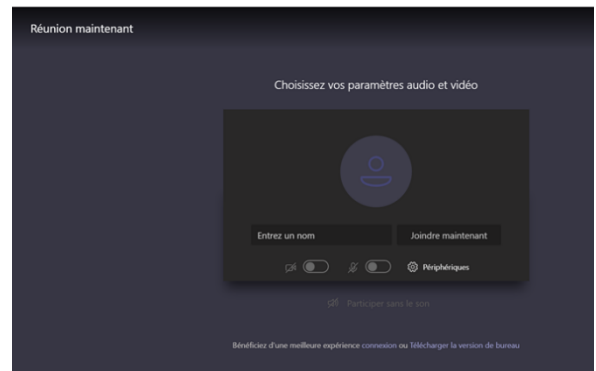 Réunion maintenant
Choisissez vos paramètres audio et vidéo
Entrez un nom
Joindre maintenant
Périphériques
Participer sans le son
Bénéficiez d'une meilleure expérience connexion ou Télécharger la version de bureau